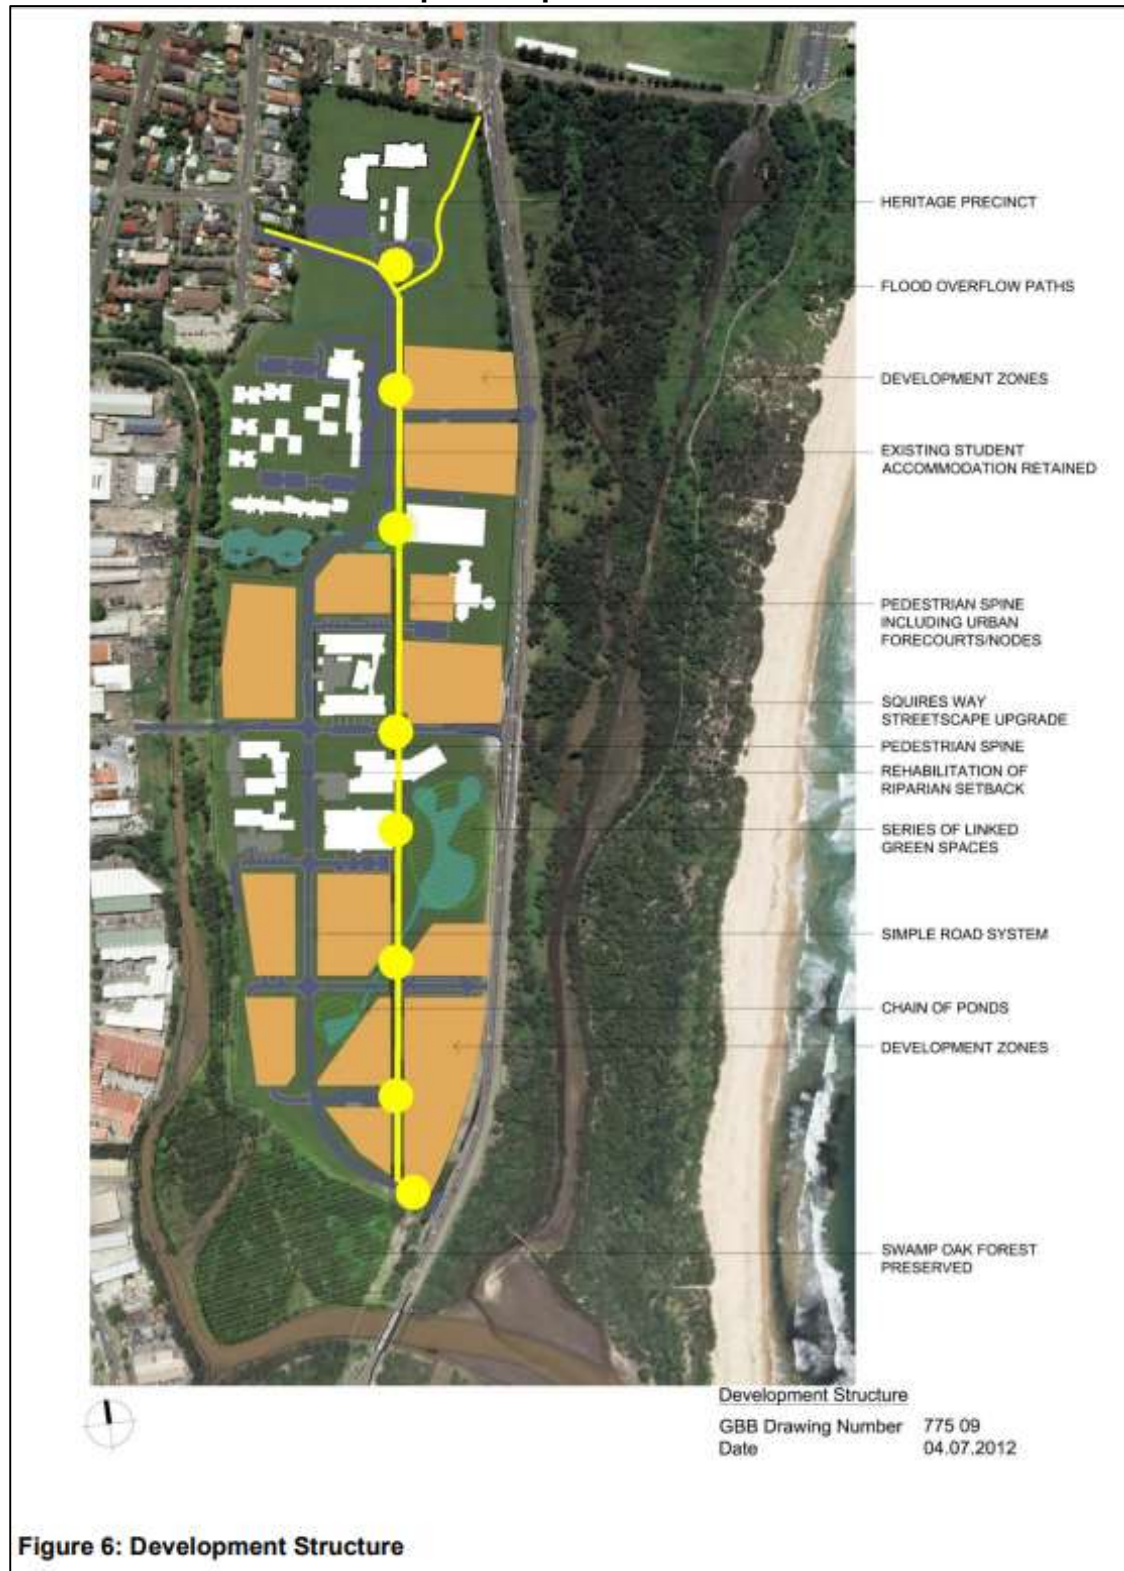 HERITAGE PRECINCT
FLOOD OVERFLOW PATHS
DEVELOPMENT ZONES
EXISTING STUDENT
ACCOMMODATION RETAINED
PEDESTRIAN SPINE
INCLUDING URBAN
FORECOURTS/NODES
SQUIRES WAY
STREETSCAPE UPGRADE
PEDESTRIAN SPINE
REHABILITATION OF
RIPARIAN SETBACK
SERIES OF LINKED
GREEN SPACES
SIMPLE ROAD SYSTEM
CHAIN OF PONDS
DEVELOPMENT ZONES
SWAMP OAK FOREST
PRESERVED
Development Structure
GBB Drawing Number 775 09
Date 04.07.2012
Figure 6: Development Structure